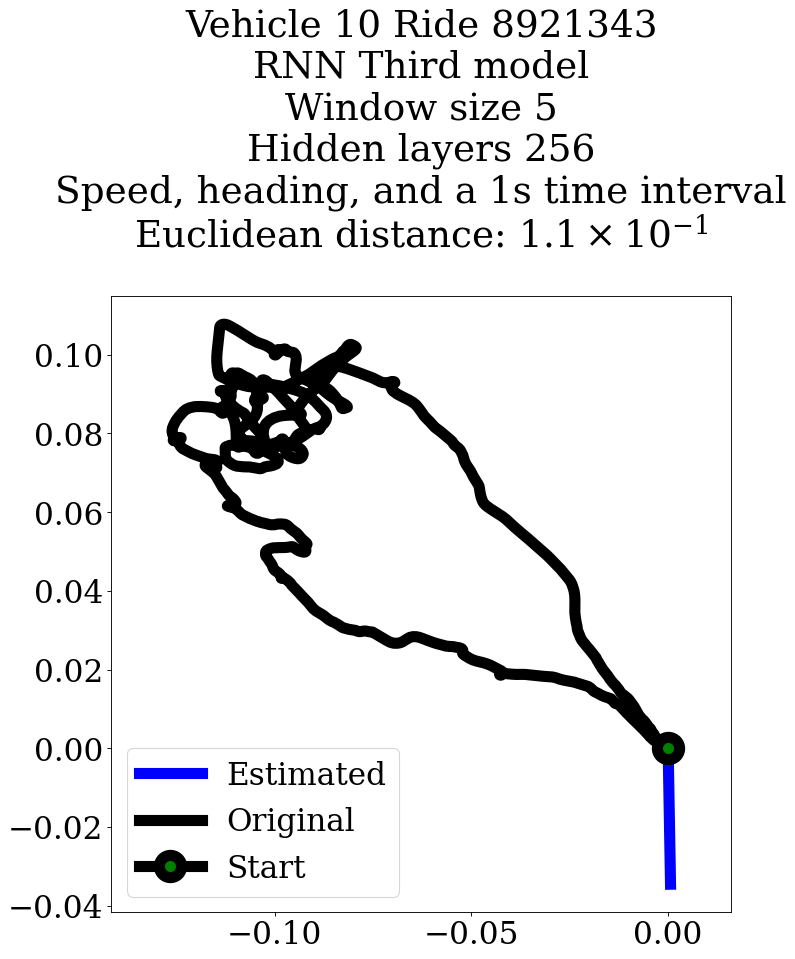 Vehicle 10 Ride 8921343
RNN Third model
Window size 5
Hidden layers 256
Speed, heading, and a 1s time interval
Euclidean distance: 1.1 × 10⁻¹
0.10
0.08
0.06
0.04
0.02
0.00
−0.02
−0.04
Estimated
Original
Start
−0.10
−0.05
0.00